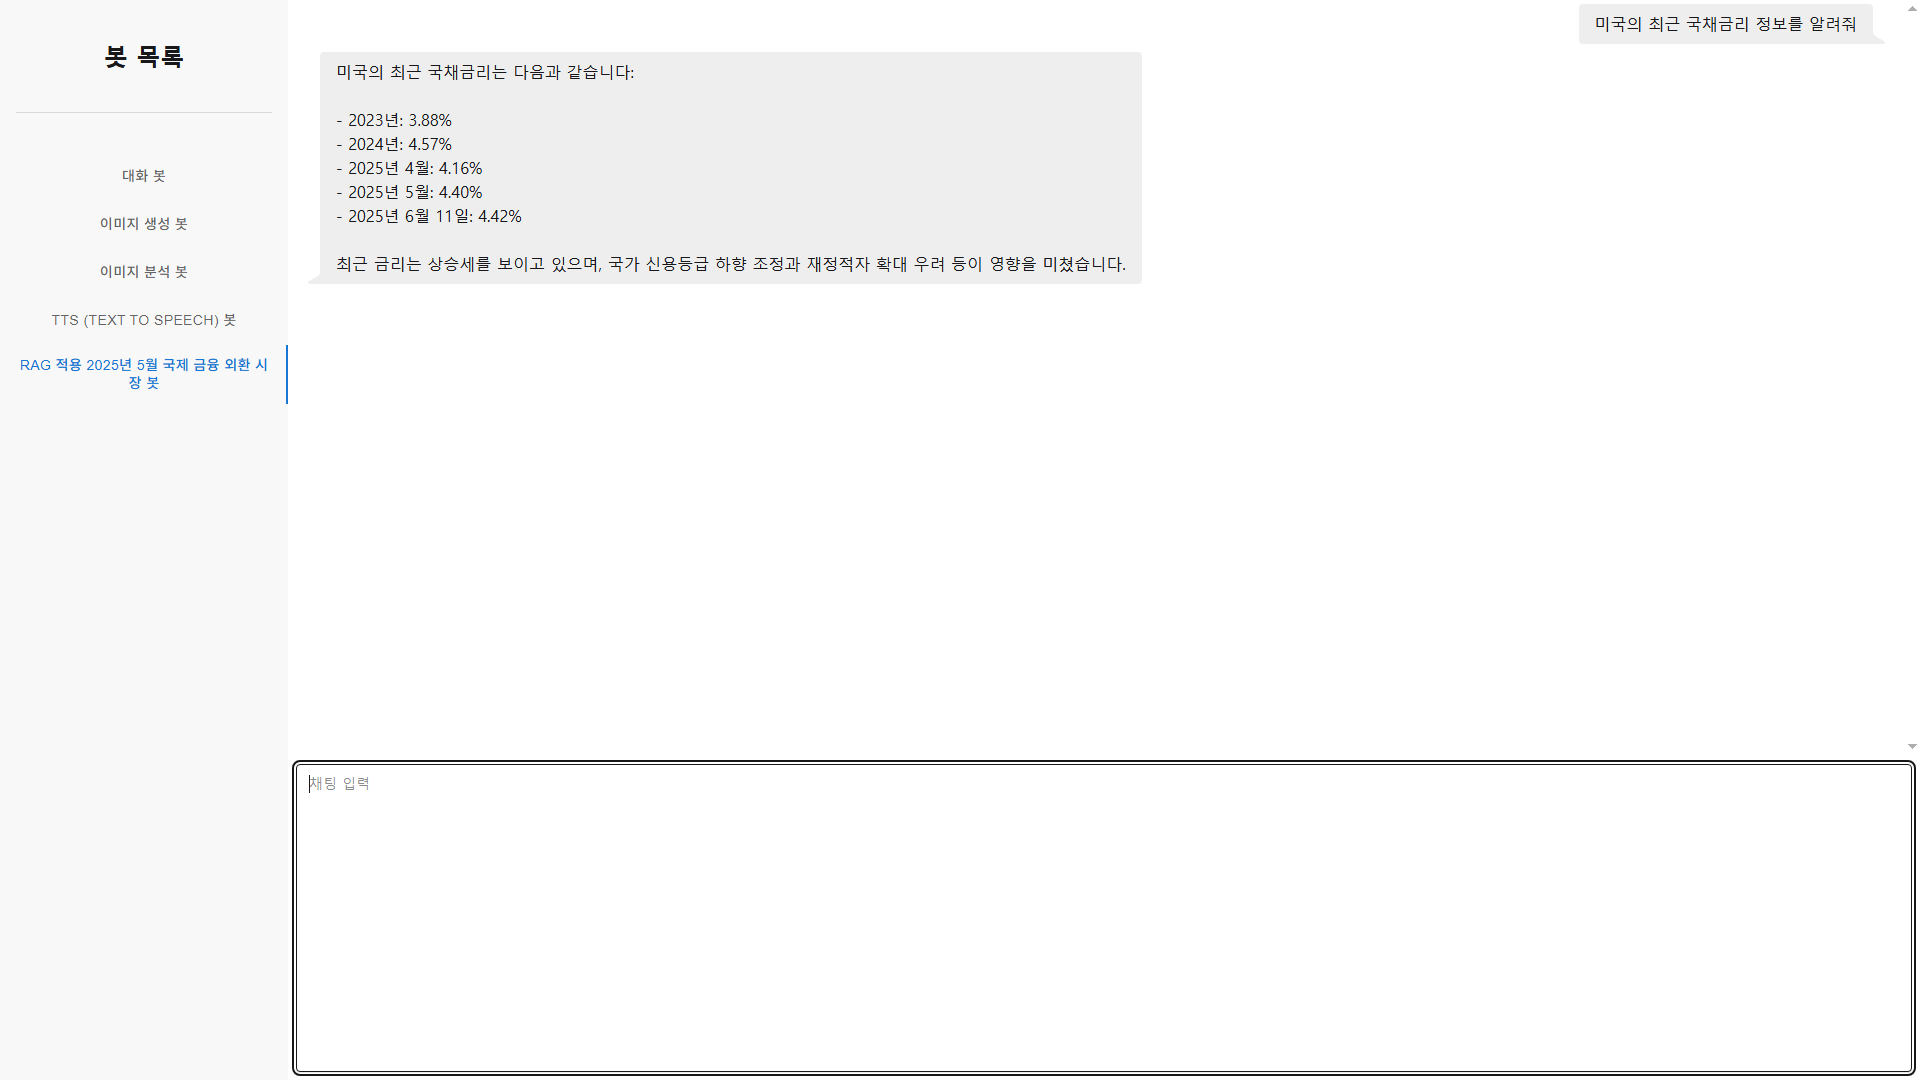 봇 목록
대화 봇
이미지 생성 봇
이미지 분석 봇
TTS (TEXT TO SPEECH) 봇
RAG 적용 2025년 5월 국제 금융 외환 시
장 봇
미국의 최근 국채금리 정보를 알려줘
미국의 최근 국채금리는 다음과 같습니다:
- 2023년: 3.88%
- 2024년: 4.57%
- 2025년 4월: 4.16%
- 2025년 5월: 4.40%
- 2025년 6월 11일: 4.42%
최근 금리는 상승세를 보이고 있으며, 국가 신용등급 하향 조정과 재정적자 확대 우려 등이 영향을 미쳤습니다.
채팅 입력